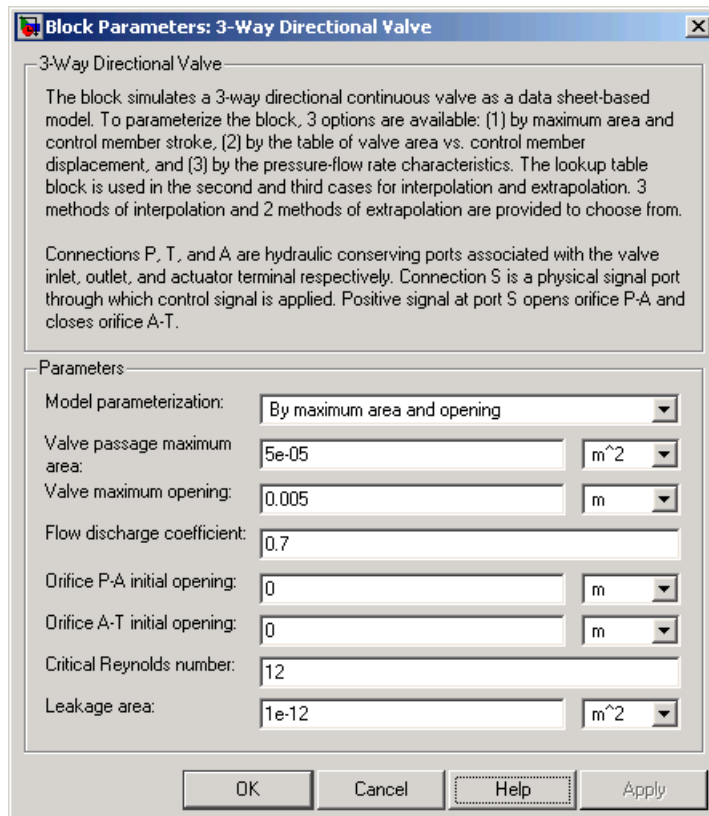 Block Parameters: 3-Way Directional Valve
3-Way Directional Valve
The block simulates a 3-way directional continuous valve as a data sheet-based
model. To parameterize the block, 3 options are available: (1) by maximum area and
control member stroke, (2) by the table of valve area vs. control member
displacement, and (3) by the pressure-flow rate characteristics. The lookup table
block is used in the second and third cases for interpolation and extrapolation. 3
methods of interpolation and 2 methods of extrapolation are provided to choose from.
Connections P, T, and A are hydraulic conserving ports associated with the valve
inlet, outlet, and actuator terminal respectively. Connection S is a physical signal port
through which control signal is applied. Positive signal at port S opens orifice P-A and
closes orifice A-T.
Parameters
Model parameterization: By maximum area and opening
Valve passage maximum
area: 5e-05 m^2
Valve maximum opening: 0.005 m
Flow discharge coefficient: 0.7
Orifice P-A initial opening: 0 m
Orifice A-T initial opening: 0 m
Critical Reynolds number: 12
Leakage area: 1e-12 m^2
OK Cancel Help Apply